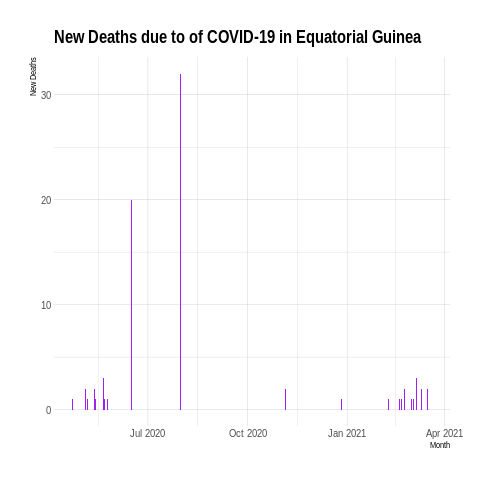 New Deaths due to of COVID-19 in Equatorial Guinea
New Deaths
30
20
10
0
Jul 2020
Oct 2020
Jan 2021
Apr 2021
Month